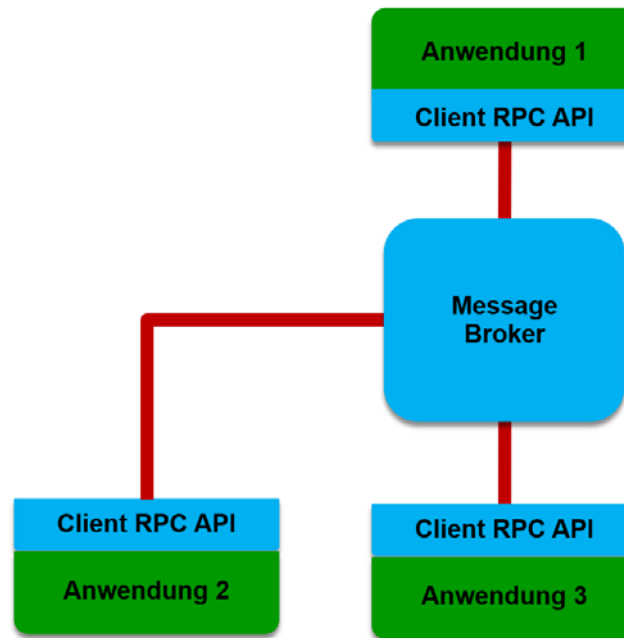 Anwendung 1
Client RPC API
Message
Broker
Client RPC API
Anwendung 2
Client RPC API
Anwendung 3